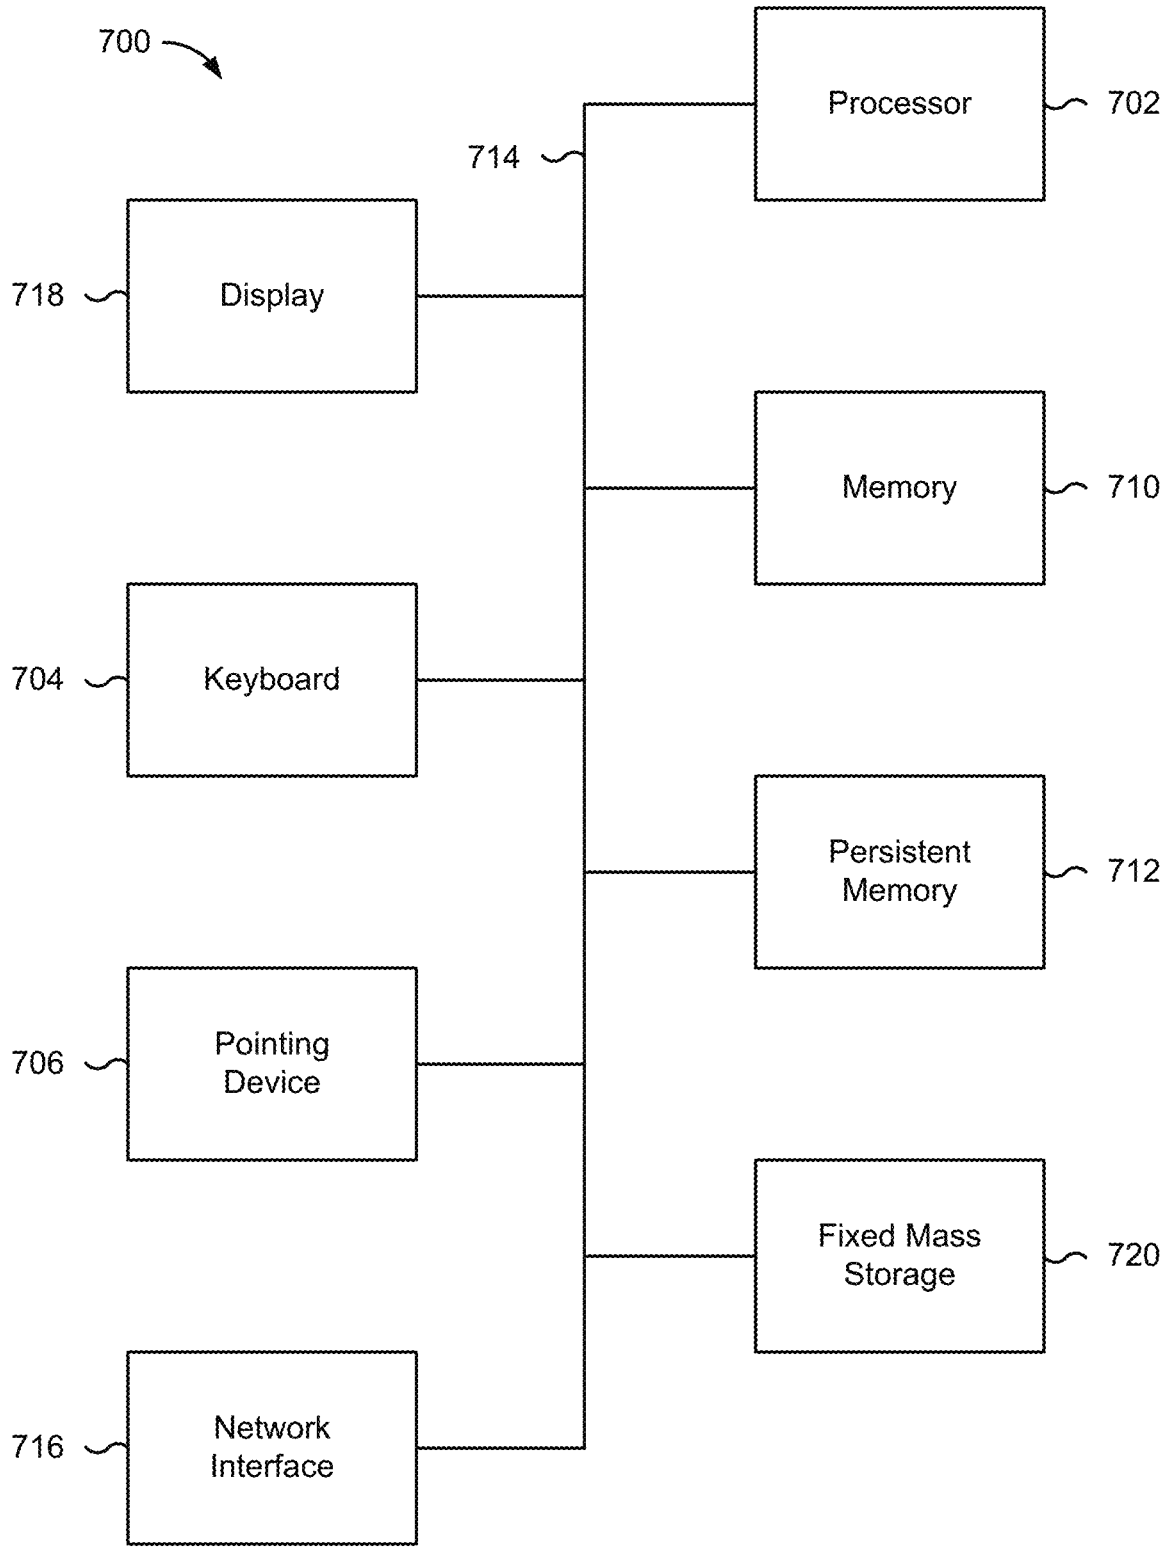 700
Processor
702
714
718
Display
Memory
710
704
Keyboard
Persistent
Memory
712
706
Pointing
Device
Fixed Mass
Storage
720
716
Network
Interface